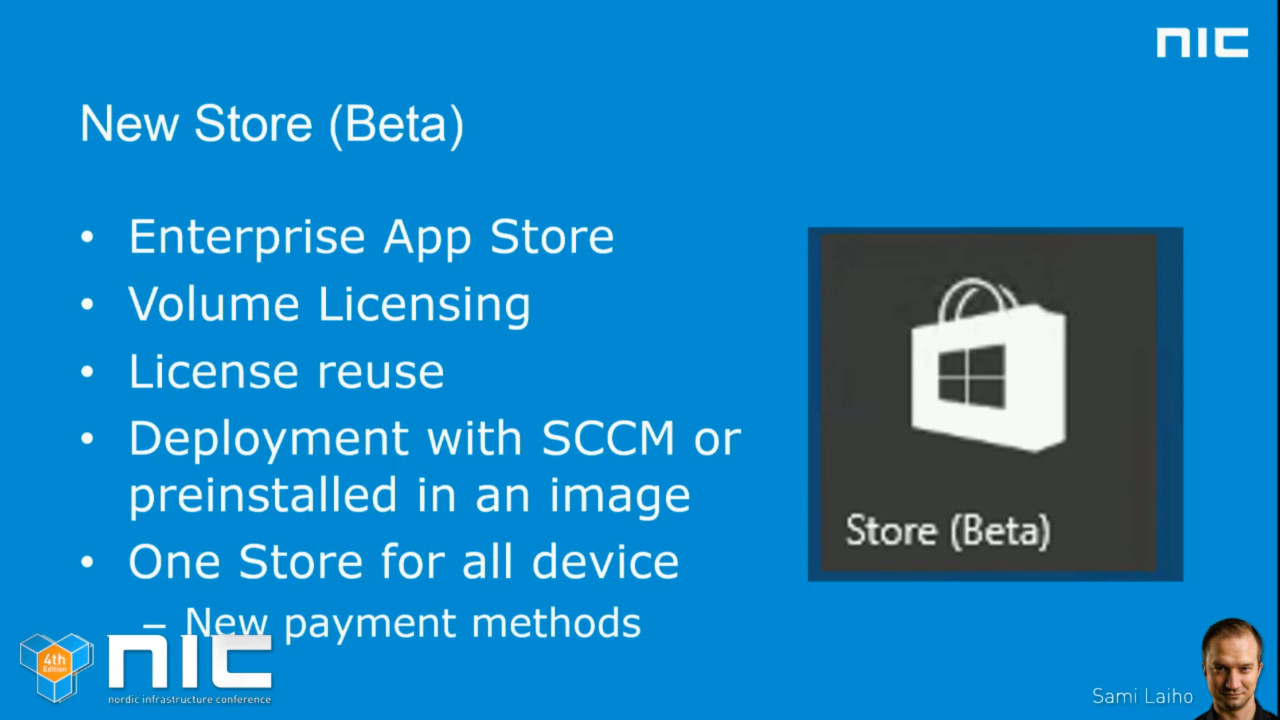 NIC
New Store (Beta)
• Enterprise App Store
• Volume Licensing
• License reuse
• Deployment with SCCM or
preinstalled in an image
• One Store for all device
– New payment methods
Store (Beta)
4th
Edition
NIC
nordic infrastructure conference
Sami Laiho